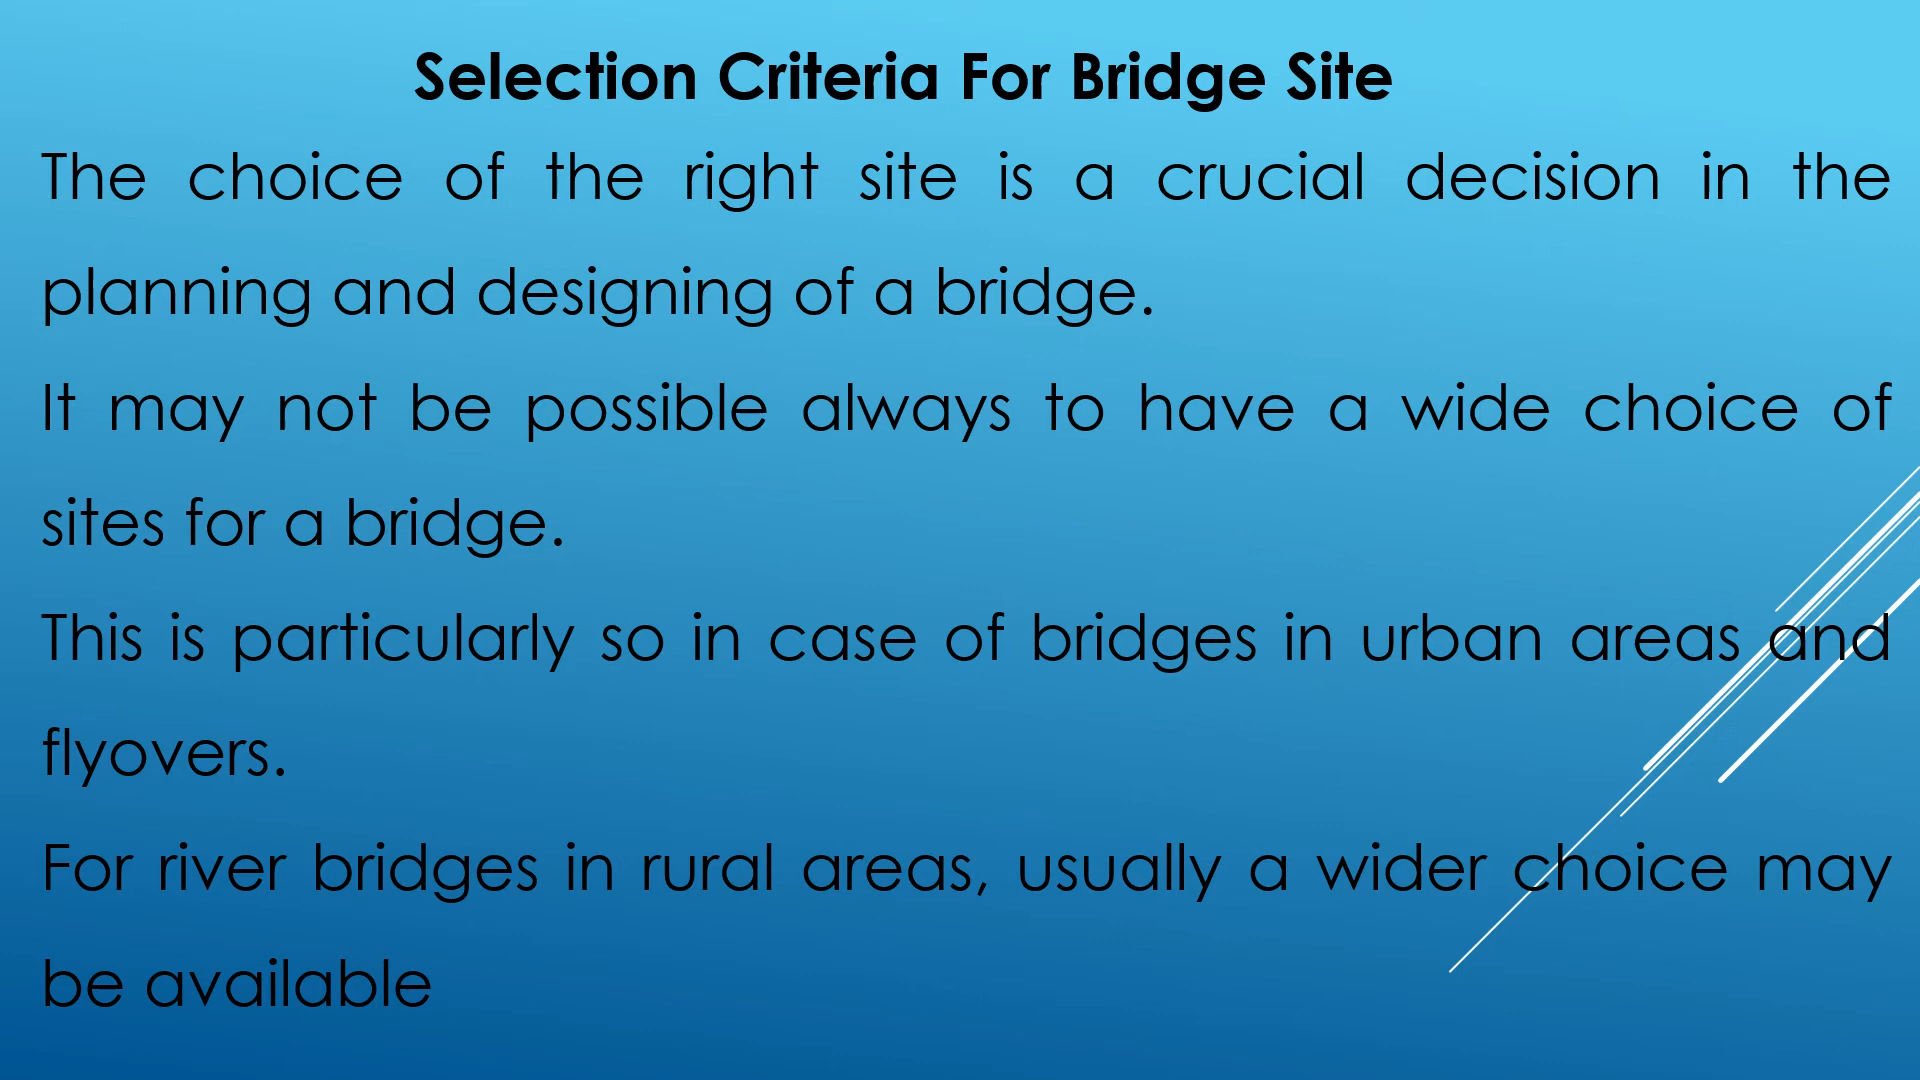 Selection Criteria For Bridge Site
The choice of the right site is a crucial decision in the
planning and designing of a bridge.
It may not be possible always to have a wide choice of
sites for a bridge.
This is particularly so in case of bridges in urban areas and
flyovers.
For river bridges in rural areas, usually a wider choice may
be available